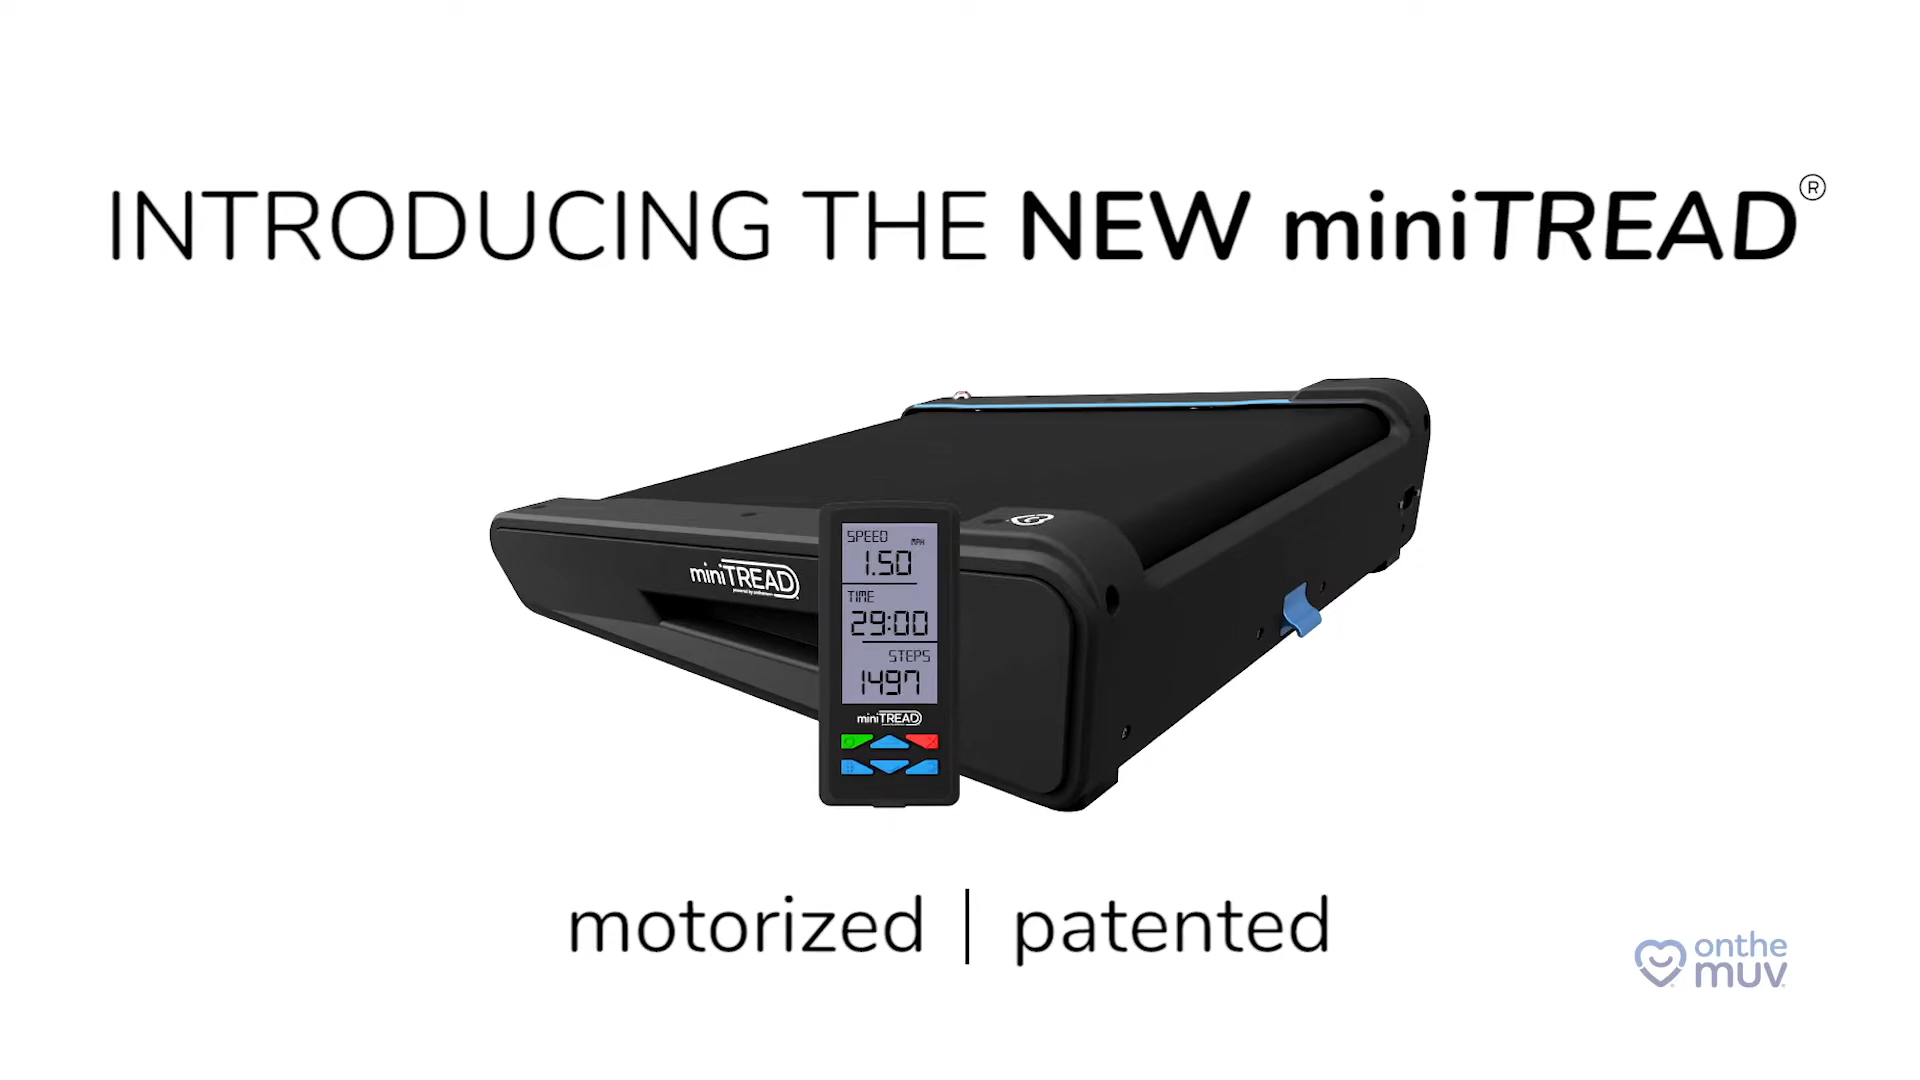 INTRODUCING THE NEW miniTREAD®
miniTREAD
SPEED
MPH
1.50
TIME
29:00
STEPS
1497
miniTREAD
motorized | patented
onthe
muv